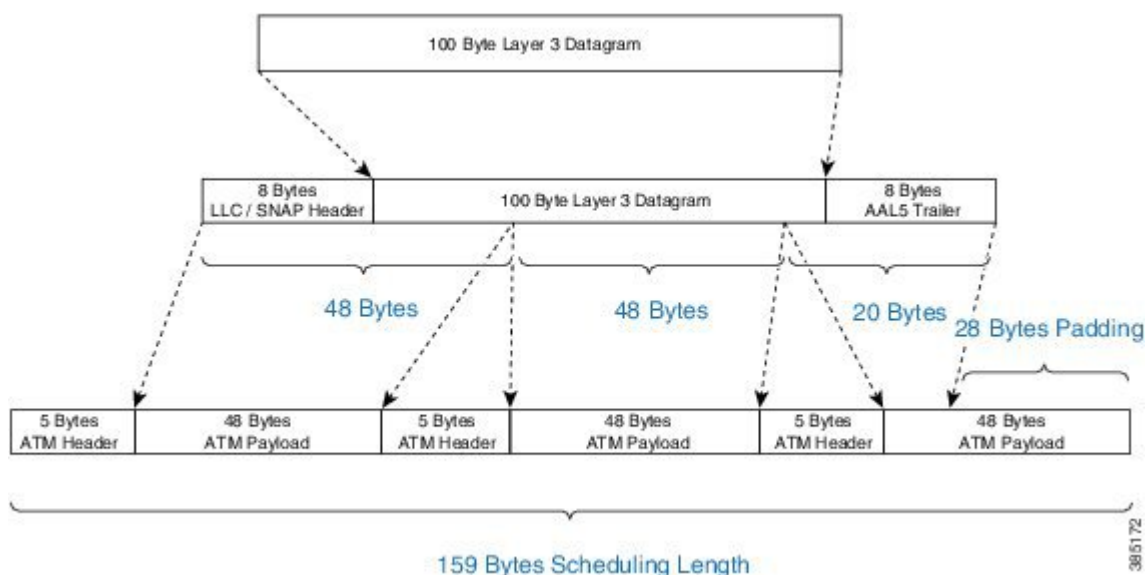 100 Byte Layer 3 Datagram
8 Bytes
LLC / SNAP Header
100 Byte Layer 3 Datagram
8 Bytes
AAL5 Trailer
48 Bytes
48 Bytes
20 Bytes
28 Bytes Padding
5 Bytes
ATM Header
48 Bytes
ATM Payload
5 Bytes
ATM Header
48 Bytes
ATM Payload
5 Bytes
ATM Header
48 Bytes
ATM Payload
159 Bytes Scheduling Length
385172